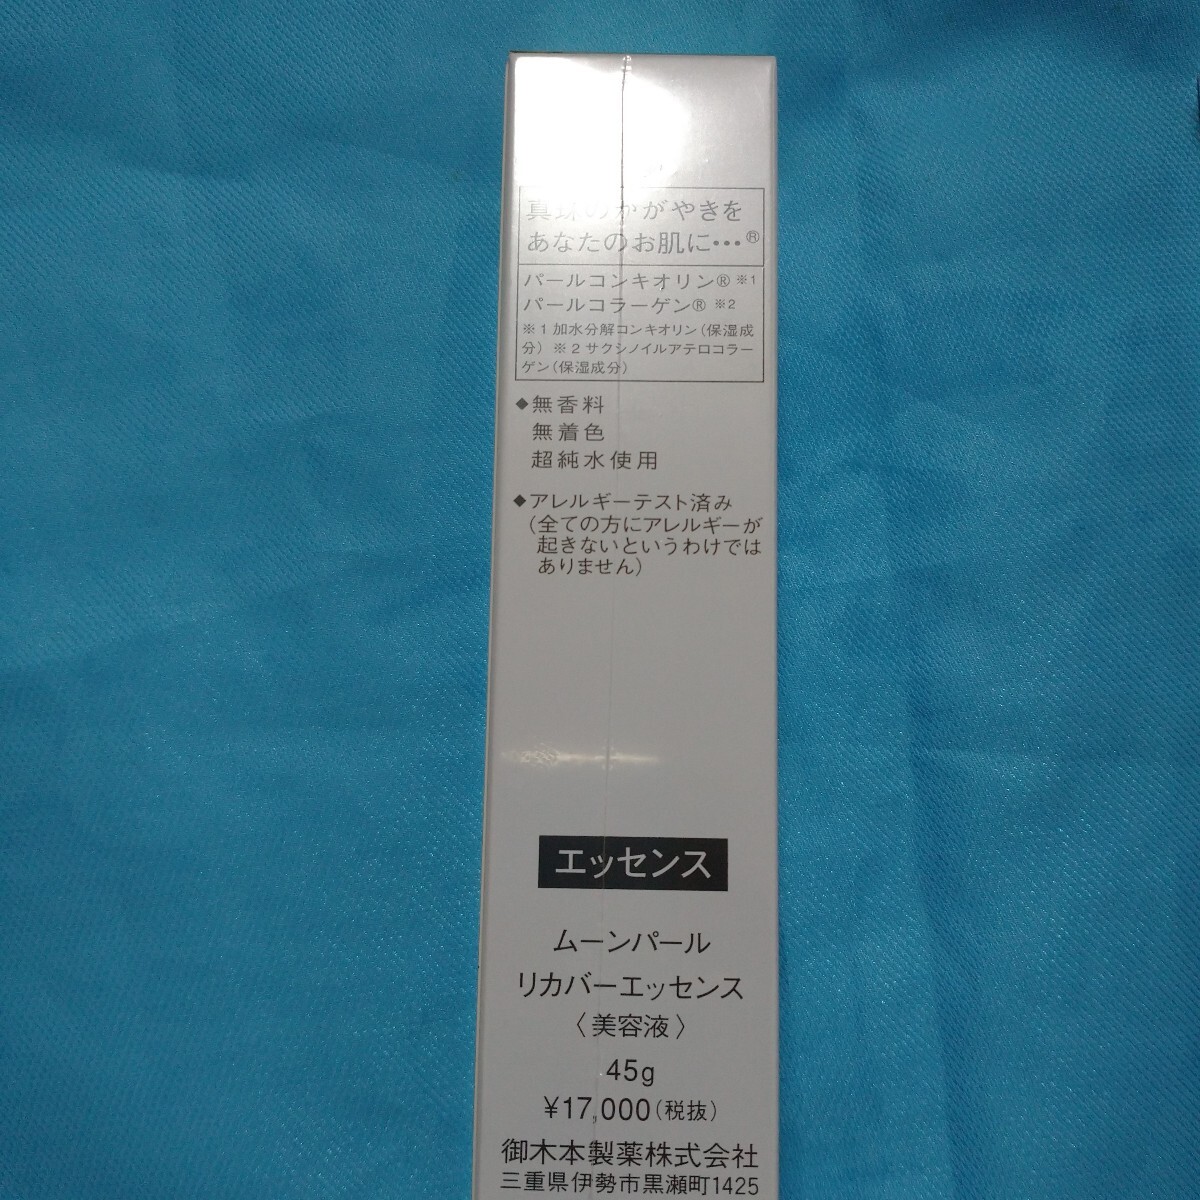 真珠のかがやきを
あなたのお肌に…®
パールコンキオリン® ※1
パールコラーゲン® ※2
※1 加水分解コンキオリン(保湿成
分) ※2 サクシノイルアテロコラー
ゲン(保湿成分)
◆無香料
無着色
超純水使用
◆アレルギーテスト済み
(全ての方にアレルギーが
起きないというわけでは
ありません)
エッセンス
ムーンパール
リカバーエッセンス
〈美容液〉
45g
¥17,000(税抜)
御木本製薬株式会社
三重県伊勢市黒瀬町1425